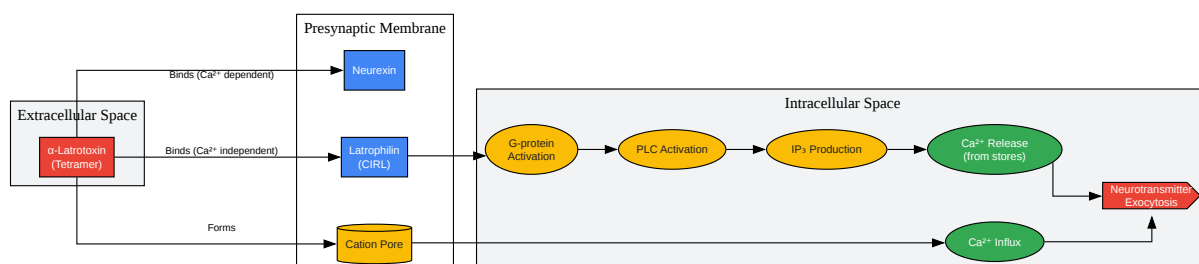 Presynaptic Membrane
Neurexin
Binds (Ca²⁺ dependent)
Extracellular Space
α-Latrotoxin
(Tetramer)
Binds (Ca²⁺ independent)
Latrophilin
(CIRL)
Forms
Cation Pore
Intracellular Space
G-protein
Activation
PLC Activation
IP₃ Production
Ca²⁺ Release
(from stores)
Ca²⁺ Influx
Neurotransmitter
Exocytosis